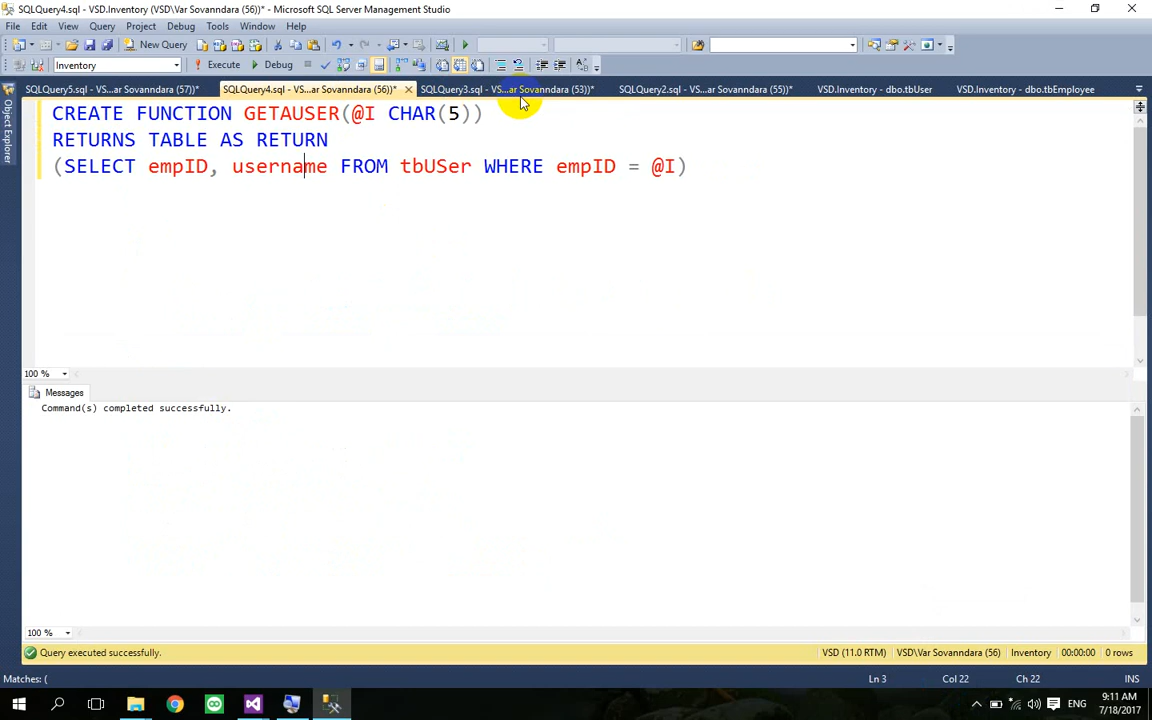 SQLQuery4.sql - VSD.Inventory (VSD\Var Sovanndara (56))* - Microsoft SQL Server Management Studio
File Edit View Query Project Debug Tools Window Help
New Query
Inventory Execute Debug
SQLQuery5.sql - VS...ar Sovanndara (57))* SQLQuery4.sql - VS...ar Sovanndara (56))* SQLQuery3.sql - VS...ar Sovanndara (53))* SQLQuery2.sql - VS...ar Sovanndara (55))* VSD.Inventory - dbo.tbUser VSD.Inventory - dbo.tbEmployee
Object Explorer
CREATE FUNCTION GETAUSER(@I CHAR(5))
RETURNS TABLE AS RETURN
(SELECT empID, username FROM tbUSer WHERE empID = @I)
100 %
Messages
Command(s) completed successfully.
100 %
Query executed successfully. VSD (11.0 RTM) VSD\Var Sovanndara (56) Inventory 00:00:00 0 rows
Matches: ( Ln 3 Col 22 Ch 22 INS
ENG 9:11 AM
7/18/2017